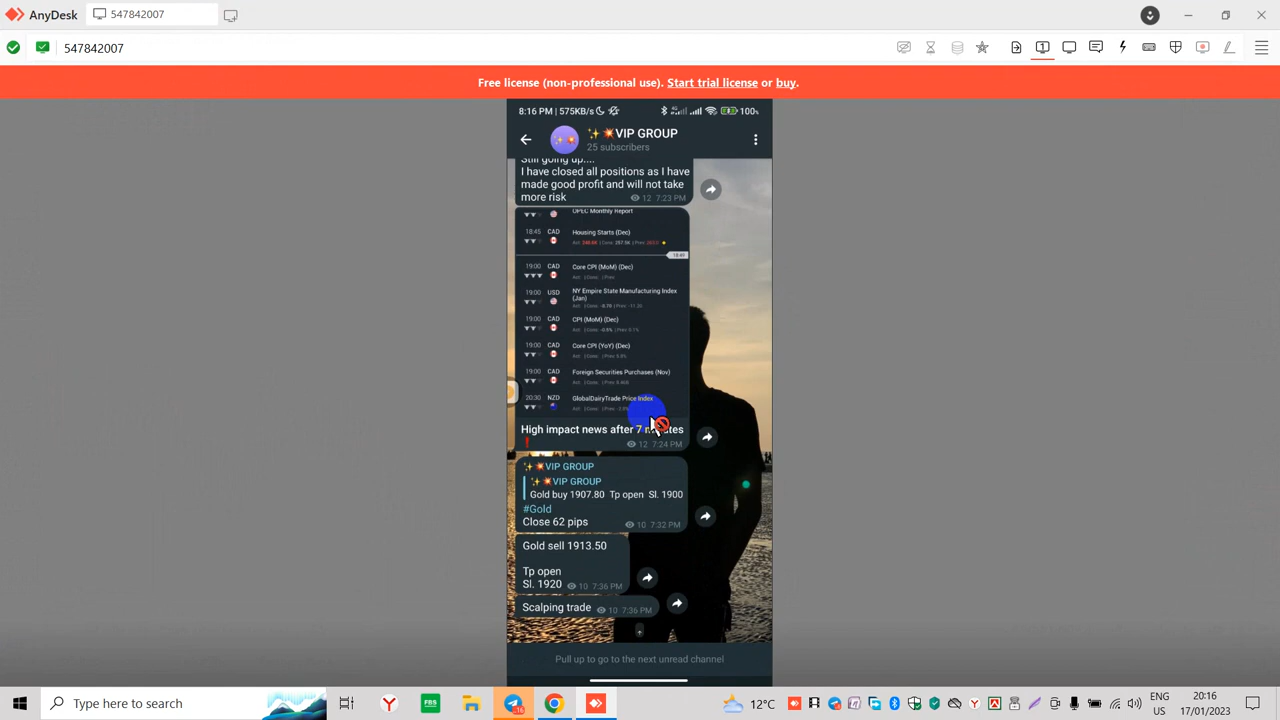 AnyDesk
547842007
547842007
Free license (non-professional use). Start trial license or buy.
8:16 PM | 575KB/s
100%
✨💥VIP GROUP
25 subscribers
Still going up....
I have closed all positions as I have
made good profit and will not take
more risk
12 7:23 PM
OPEC Monthly Report
18:45 CAD Housing Starts (Dec)
18:49
19:00 CAD Core CPI (MoM) (Dec)
19:00 USD NY Empire State Manufacturing Index
(Jan)
19:00 CAD CPI (MoM) (Dec)
19:00 CAD Core CPI (YoY) (Dec)
19:00 CAD Foreign Securities Purchases (Nov)
20:30 NZD GlobalDairyTrade Price Index
High impact news after 7 minutes
❗
12 7:24 PM
✨💥VIP GROUP
✨💥VIP GROUP
Gold buy 1907.80 Tp open Sl. 1900
#Gold
Close 62 pips
10 7:32 PM
Gold sell 1913.50
Tp open
Sl. 1920
10 7:36 PM
Scalping trade
10 7:36 PM
Pull up to go to the next unread channel
Type here to search
FBS
12°C
ENG
US
20:16
17/01/2023